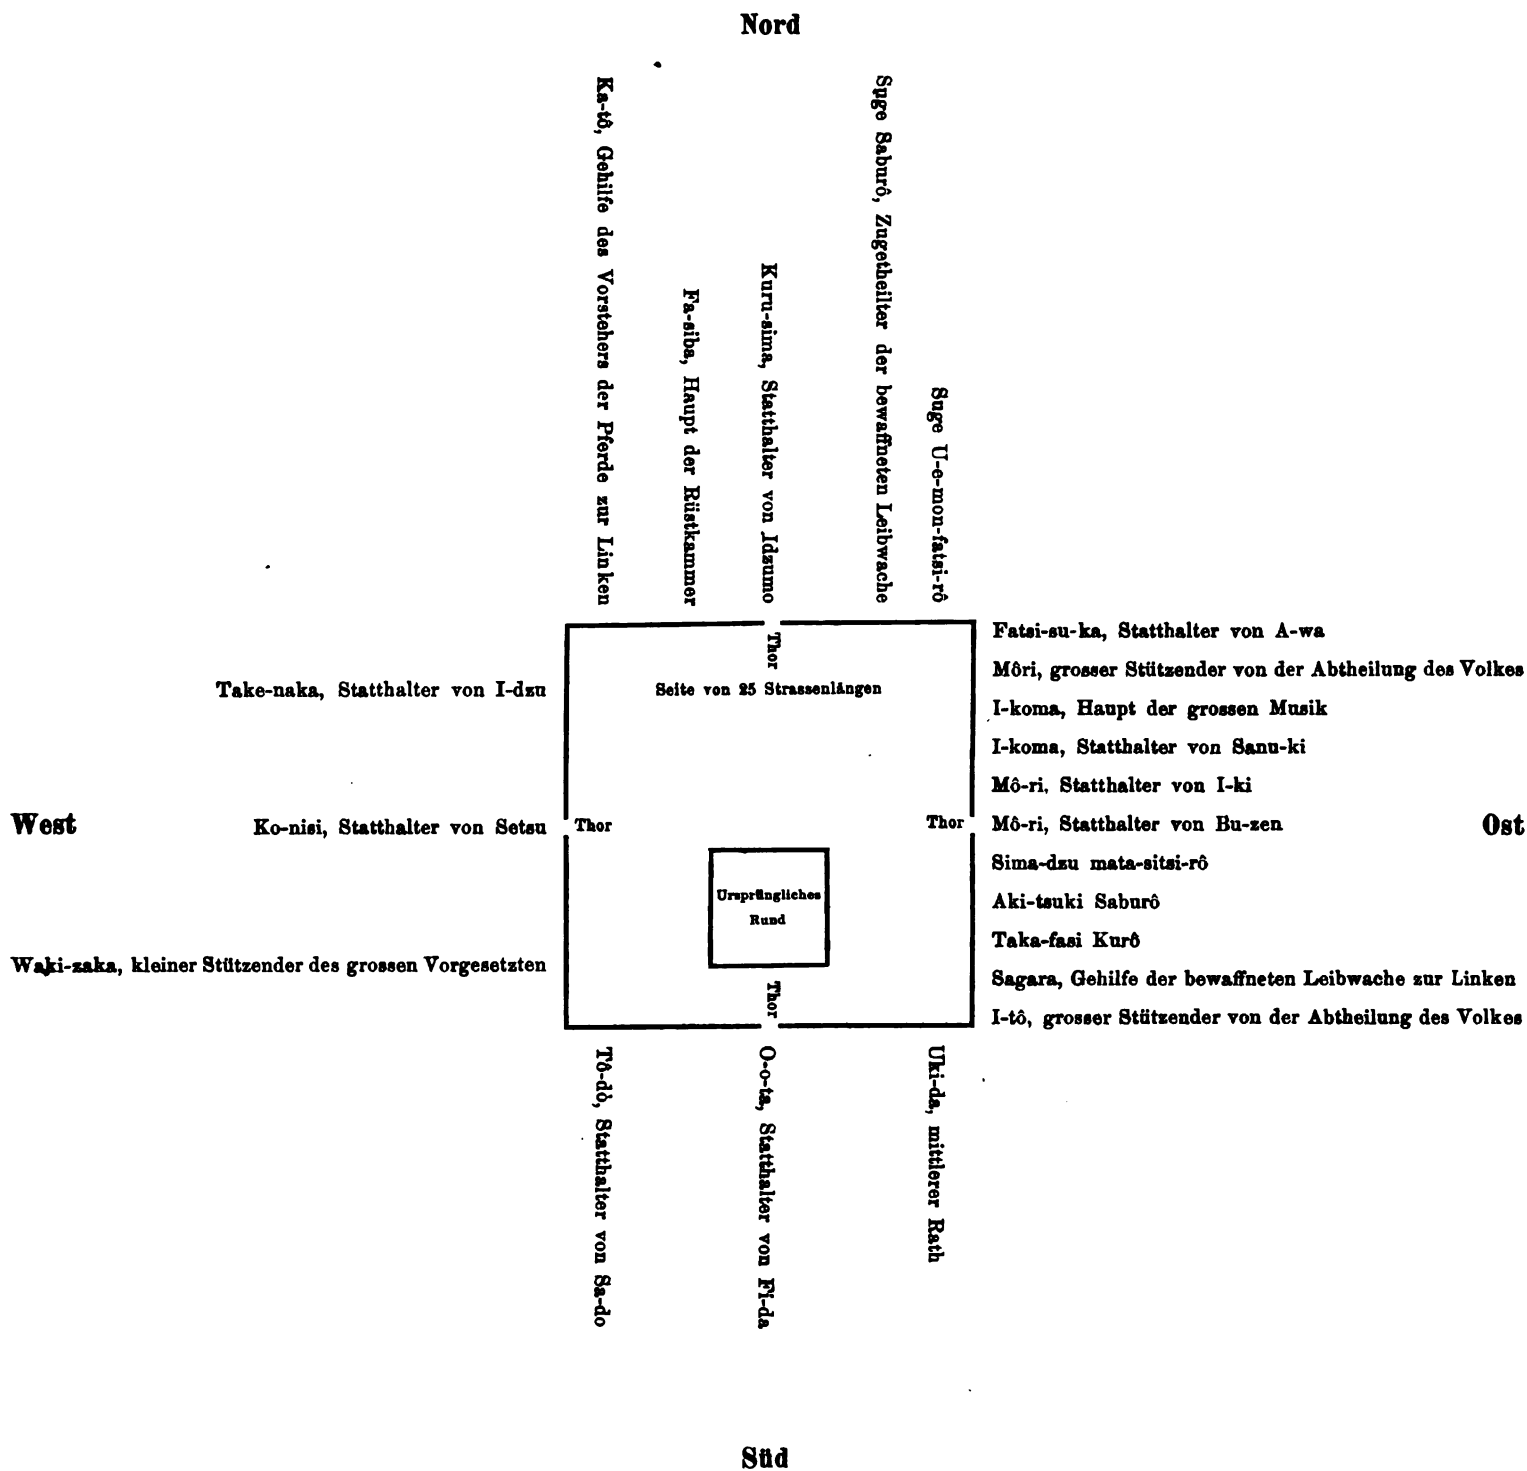 Nord
Ka-tô, Gehilfe des Vorstehers der Pferde zur Linken
Fa-siba, Haupt der Rüstkammer
Kuru-sima, Statthalter von Idzumo
Suge Saburô, Zugetheilter der bewaffneten Leibwache
Suge U-e-mon-fatsi-rô
Thor
Seite von 25 Strassenlängen
Take-naka, Statthalter von I-dzu
West
Ko-nisi, Statthalter von Setsu
Thor
Waki-zaka, kleiner Stützender des grossen Vorgesetzten
Ursprüngliches
Rund
Thor
Thor
Fatsi-su-ka, Statthalter von A-wa
Môri, grosser Stützender von der Abtheilung des Volkes
I-koma, Haupt der grossen Musik
I-koma, Statthalter von Sanu-ki
Mô-ri, Statthalter von I-ki
Mô-ri, Statthalter von Bu-zen
Ost
Sima-dzu mata-sitsi-rô
Aki-tsuki Saburô
Taka-fasi Kurô
Sagara, Gehilfe der bewaffneten Leibwache zur Linken
I-tô, grosser Stützender von der Abtheilung des Volkes
Tô-dô, Statthalter von Sa-do
O-o-ta, Statthalter von Fi-da
Uki-da, mittlerer Rath
Süd